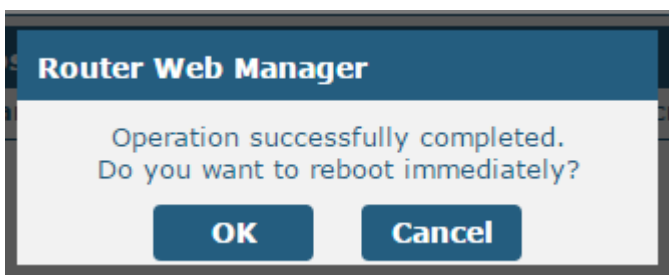 Router Web Manager
Operation successfully completed.
Do you want to reboot immediately?
OK Cancel